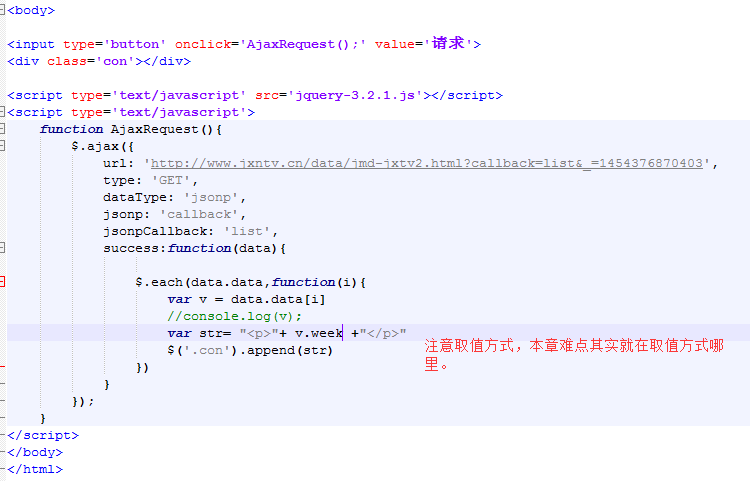 <body>
<input type='button' onclick='AjaxRequest();' value='请求'>
<div class='con'></div>
<script type='text/javascript' src='jquery-3.2.1.js'></script>
<script type='text/javascript'>
function AjaxRequest(){
$.ajax({
url: 'http://www.jxntv.cn/data/jmd-jxtv2.html?callback=list&_=1454376870403',
type: 'GET',
dataType: 'jsonp',
jsonp: 'callback',
jsonpCallback: 'list',
success:function(data){
$.each(data.data,function(i){
var v = data.data[i]
//console.log(v);
var str= "<p>"+ v.week +"</p>"
$('.con').append(str)
})
}
});
}
</script>
</body>
</html>
注意取值方式，本章难点其实就在取值方式哪
里。